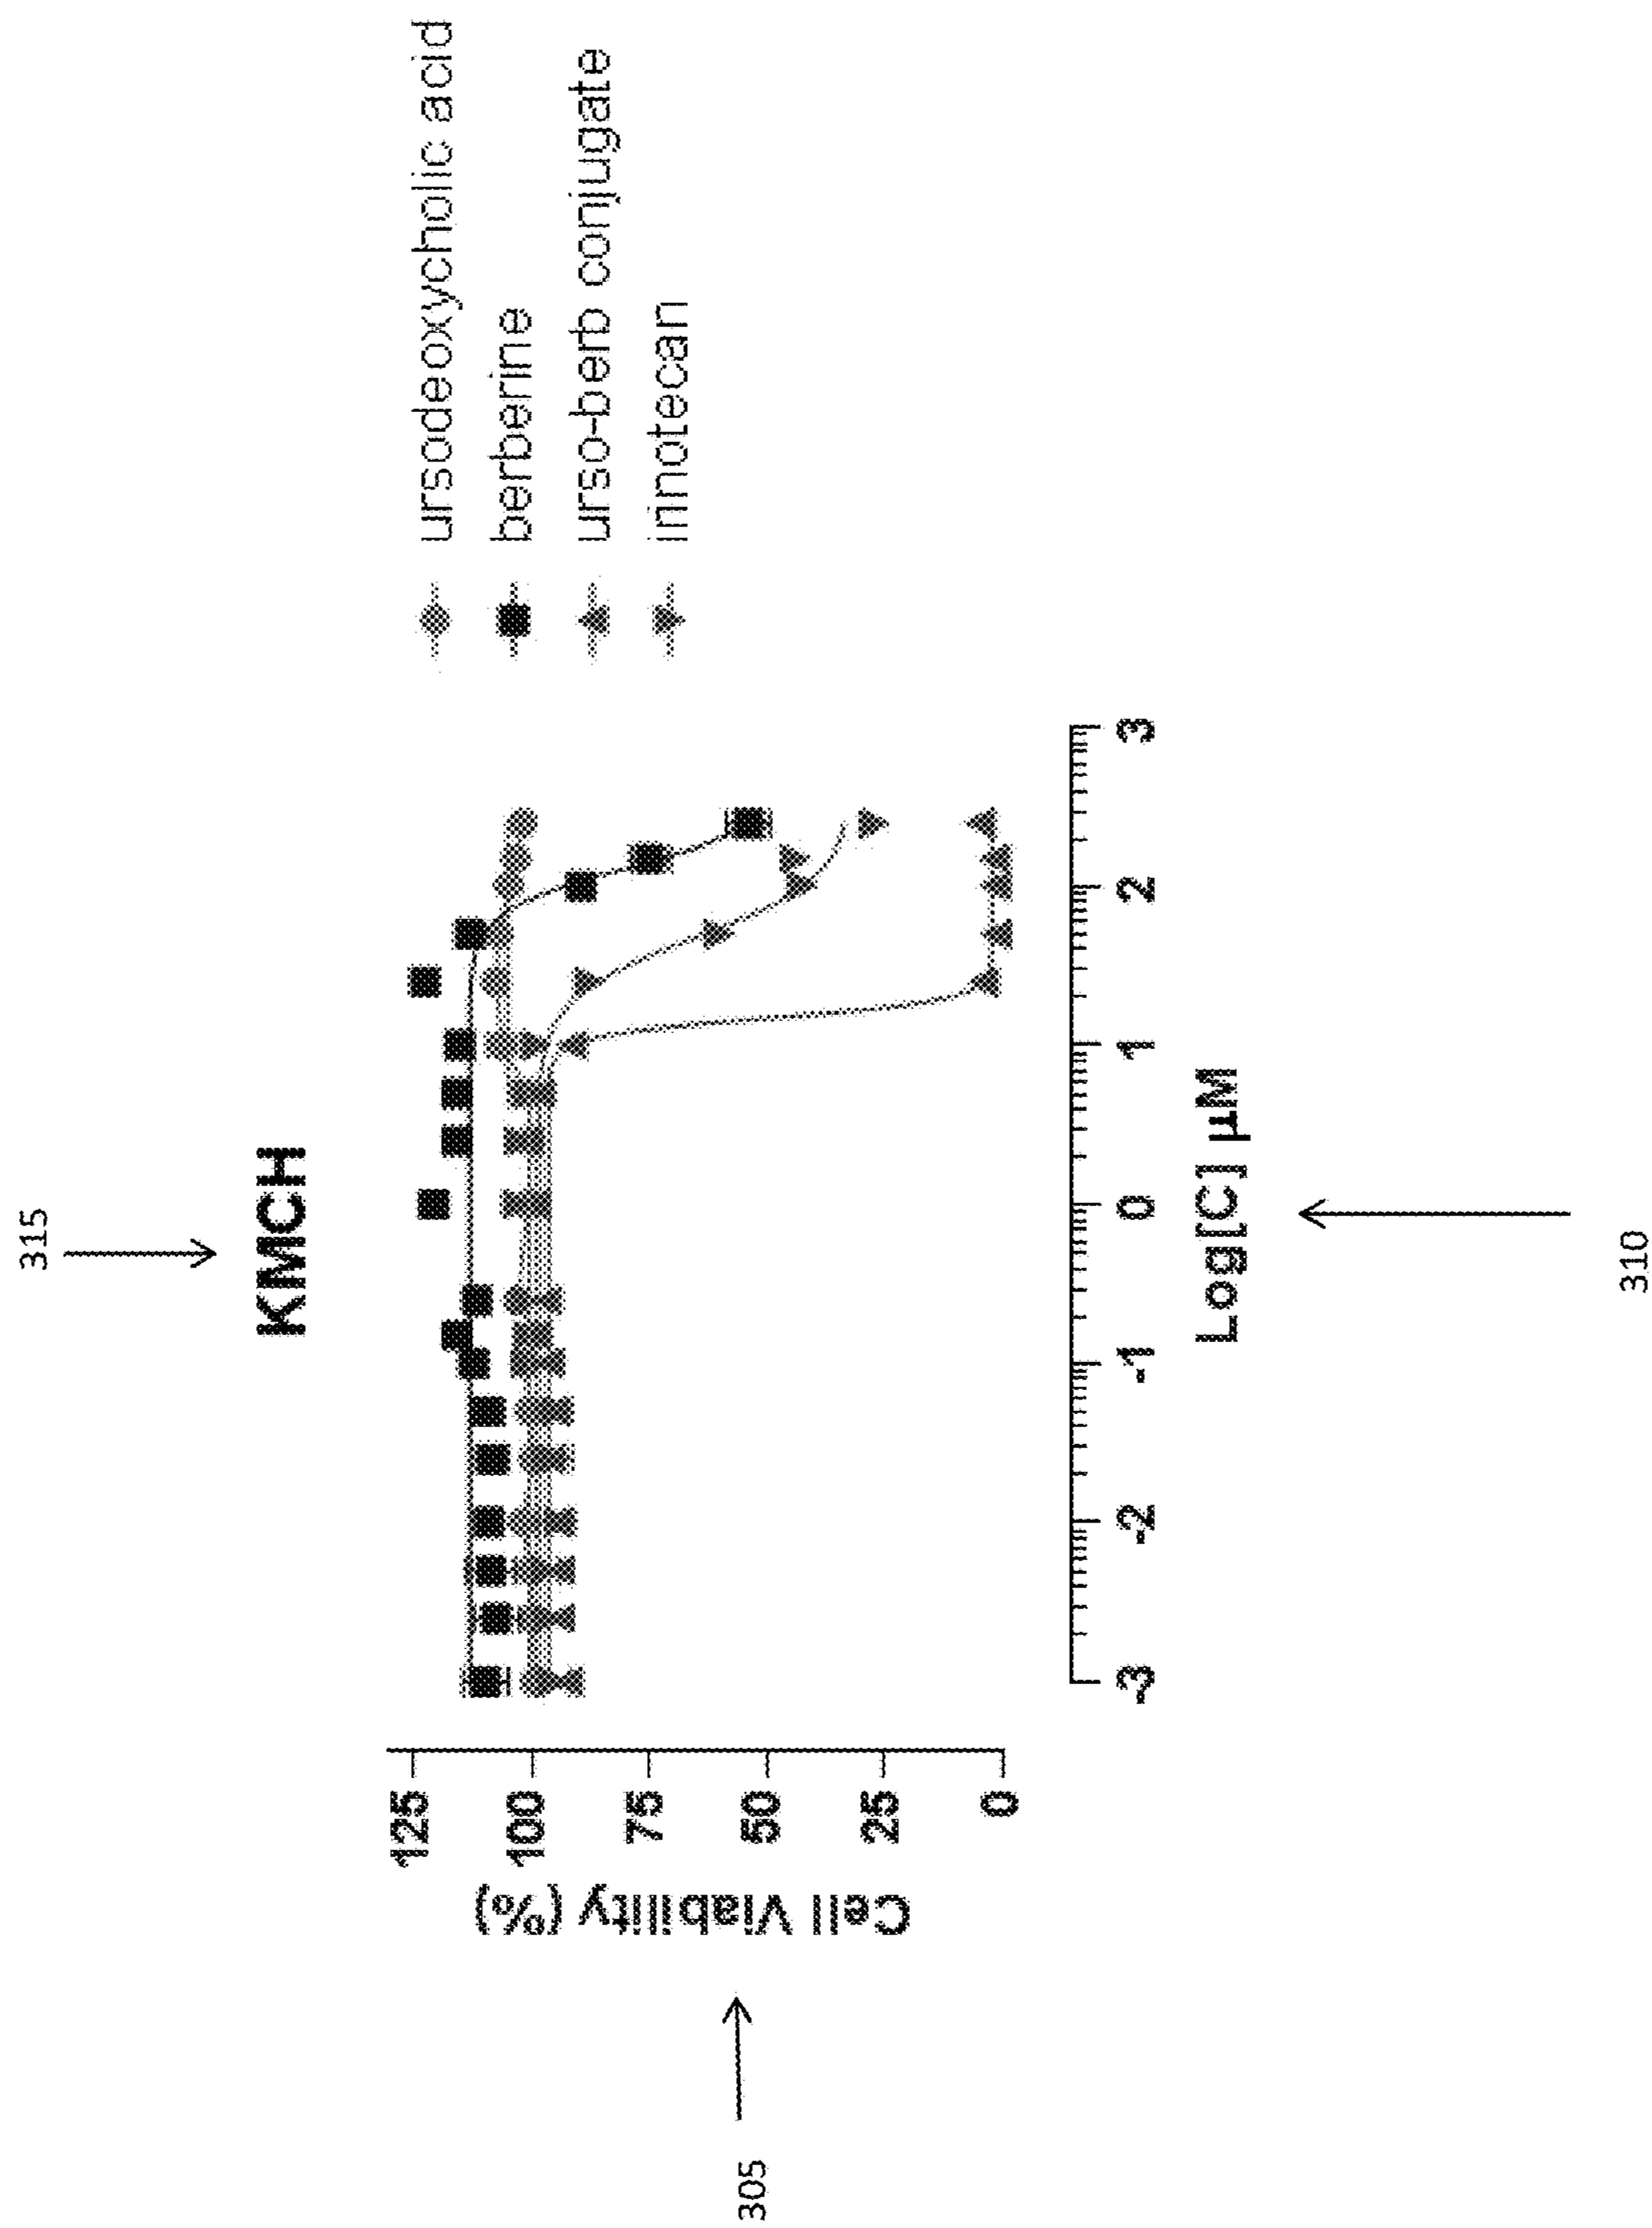 315
KMCH
125
100
75
50
25
0
Cell Viability (%)
305
ursodeoxycholic acid
berberine
urso-berb conjugate
irinotecan
-3 -2 -1 0 1 2 3
Log[C] µM
310